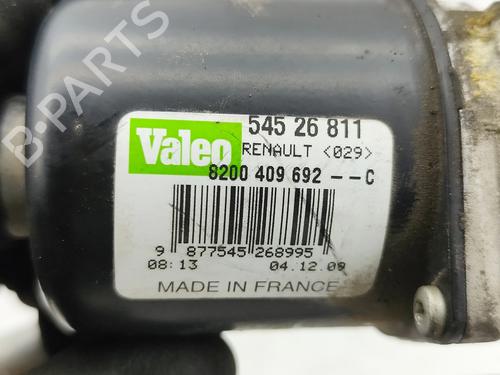 B-PARTS
Valeo
545 26 811
RENAULT <029>
8200 409 692 --C
9 877545 268995
08:13 04.12.09
MADE IN FRANCE